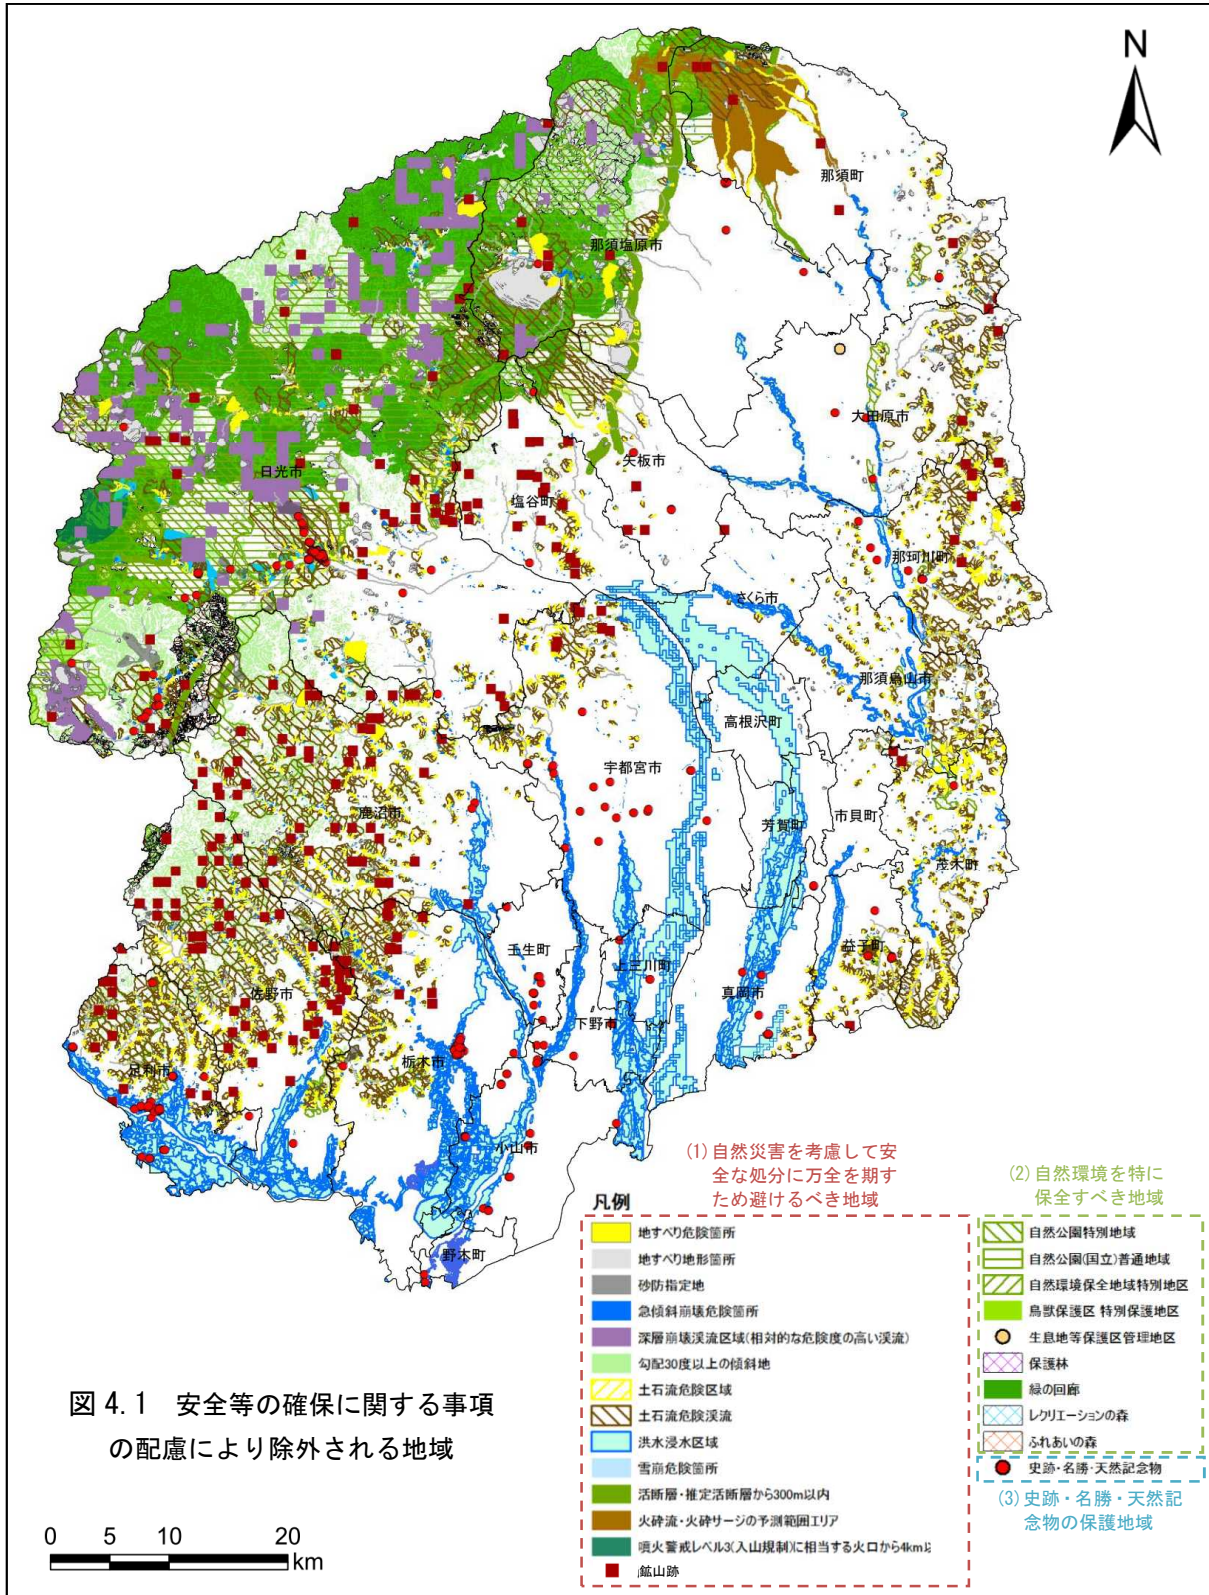 N
那須町
那須塩原市
大田原市
日光市
矢板市
塩谷町
那珂川町
さくら市
那須烏山市
高根沢町
宇都宮市
市貝町
鹿沼市
芳賀町
茂木町
壬生町
益子町
上三川町
佐野市
真岡市
下野市
栃木市
足利市
小山市
野木町
(1)自然災害を考慮して安
全な処分に万全を期す
ため避けるべき地域
(2)自然環境を特に
保全すべき地域
凡例
地すべり危険箇所
地すべり地形箇所
砂防指定地
急傾斜崩壊危険箇所
深層崩壊渓流区域(相対的な危険度の高い渓流)
勾配30度以上の傾斜地
土石流危険区域
土石流危険渓流
洪水浸水区域
雪崩危険箇所
活断層・推定活断層から300m以内
火砕流・火砕サージの予測範囲エリア
噴火警戒レベル3(入山規制)に相当する火口から4km以
鉱山跡
自然公園特別地域
自然公園(国立)普通地域
自然環境保全地域特別地区
鳥獣保護区 特別保護地区
生息地等保護区管理地区
保護林
緑の回廊
レクリエーションの森
ふれあいの森
史跡・名勝・天然記念物
(3)史跡・名勝・天然記
念物の保護地域
図 4.1 安全等の確保に関する事項
の配慮により除外される地域
0 5 10 20
km